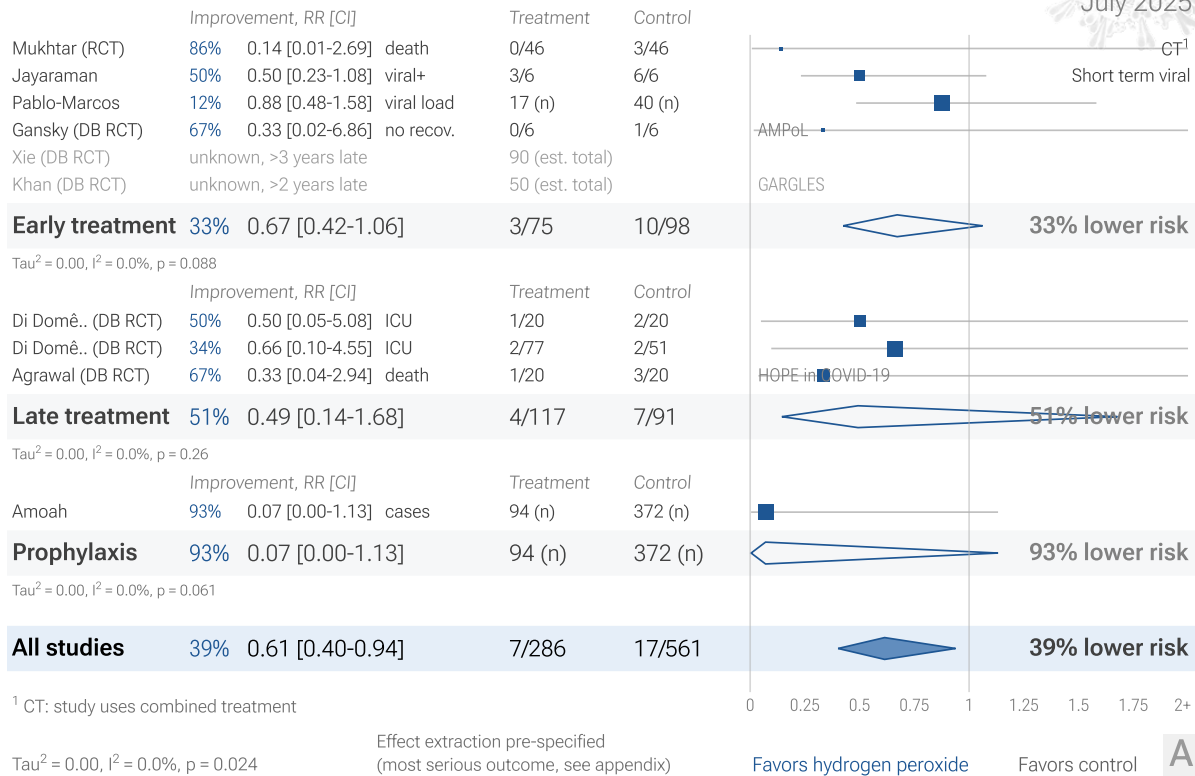 July 2025
Improvement, RR [CI] Treatment Control
Mukhtar (RCT) 86% 0.14 [0.01-2.69] death 0/46 3/46 CT1
Jayaraman 50% 0.50 [0.23-1.08] viral+ 3/6 6/6 Short term viral
Pablo-Marcos 12% 0.88 [0.48-1.58] viral load 17 (n) 40 (n)
Gansky (DB RCT) 67% 0.33 [0.02-6.86] no recov. 0/6 1/6 AMPoL
Xie (DB RCT) unknown, >3 years late 90 (est. total)
Khan (DB RCT) unknown, >2 years late 50 (est. total) GARGLES
Early treatment 33% 0.67 [0.42-1.06] 3/75 10/98 33% lower risk
Tau2 = 0.00, I2 = 0.0%, p = 0.088
Improvement, RR [CI] Treatment Control
Di Domê.. (DB RCT) 50% 0.50 [0.05-5.08] ICU 1/20 2/20
Di Domê.. (DB RCT) 34% 0.66 [0.10-4.55] ICU 2/77 2/51
Agrawal (DB RCT) 67% 0.33 [0.04-2.94] death 1/20 3/20 HOPE in COVID-19
Late treatment 51% 0.49 [0.14-1.68] 4/117 7/91 51% lower risk
Tau2 = 0.00, I2 = 0.0%, p = 0.26
Improvement, RR [CI] Treatment Control
Amoah 93% 0.07 [0.00-1.13] cases 94 (n) 372 (n)
Prophylaxis 93% 0.07 [0.00-1.13] 94 (n) 372 (n) 93% lower risk
Tau2 = 0.00, I2 = 0.0%, p = 0.061
All studies 39% 0.61 [0.40-0.94] 7/286 17/561 39% lower risk
0 0.25 0.5 0.75 1 1.25 1.5 1.75 2+
1 CT: study uses combined treatment
Effect extraction pre-specified
Tau2 = 0.00, I2 = 0.0%, p = 0.024 (most serious outcome, see appendix) Favors hydrogen peroxide Favors control A